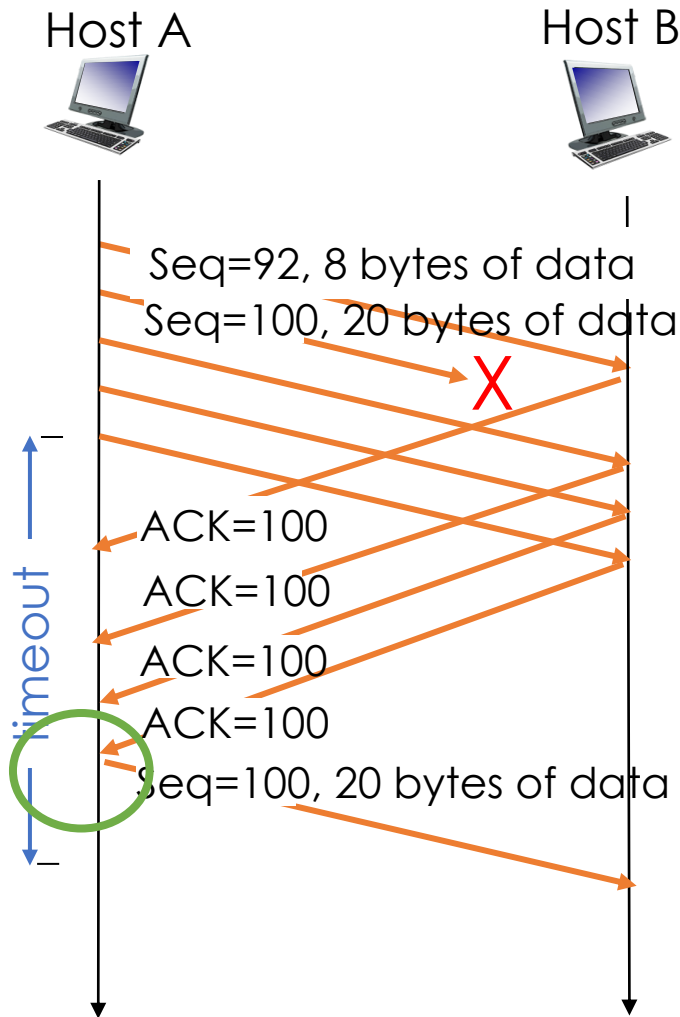 Host A
Host B
Seq=92, 8 bytes of data
Seq=100, 20 bytes of data
X
ACK=100
ACK=100
ACK=100
ACK=100
timeout
Seq=100, 20 bytes of data